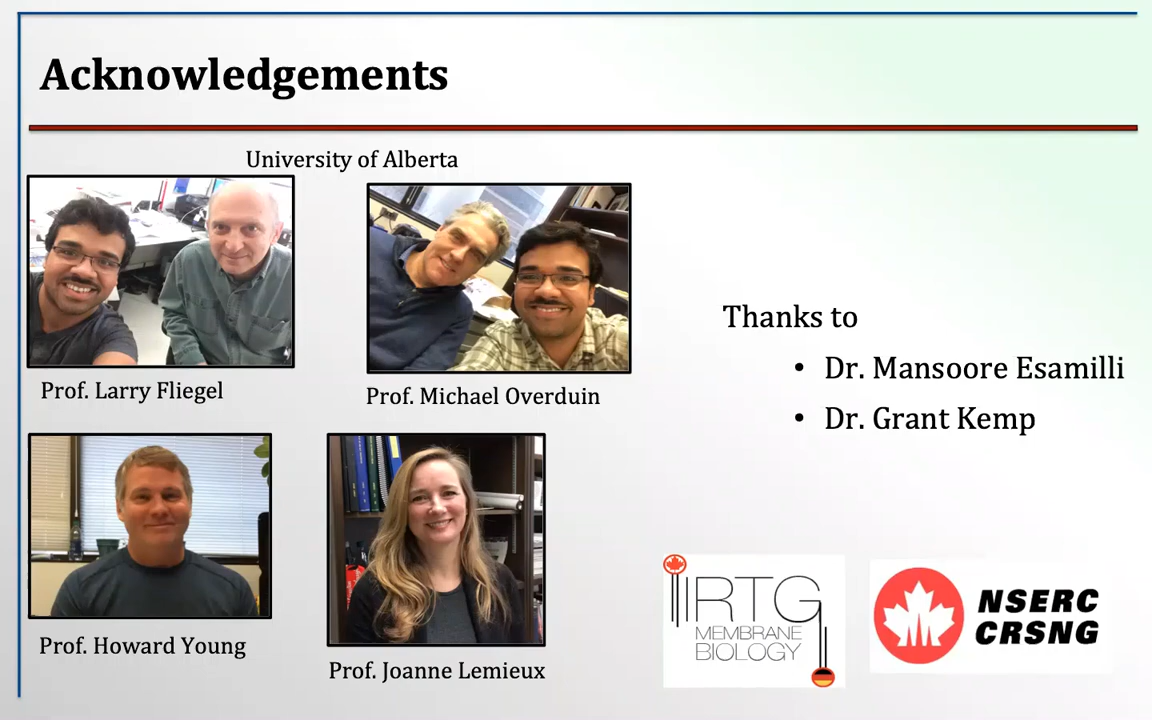 Acknowledgements
University of Alberta
Prof. Larry Fliegel
Prof. Michael Overduin
Prof. Howard Young
Prof. Joanne Lemieux
Thanks to
• Dr. Mansoore Esamilli
• Dr. Grant Kemp
IRTG
MEMBRANE
BIOLOGY
NSERC
CRSNG